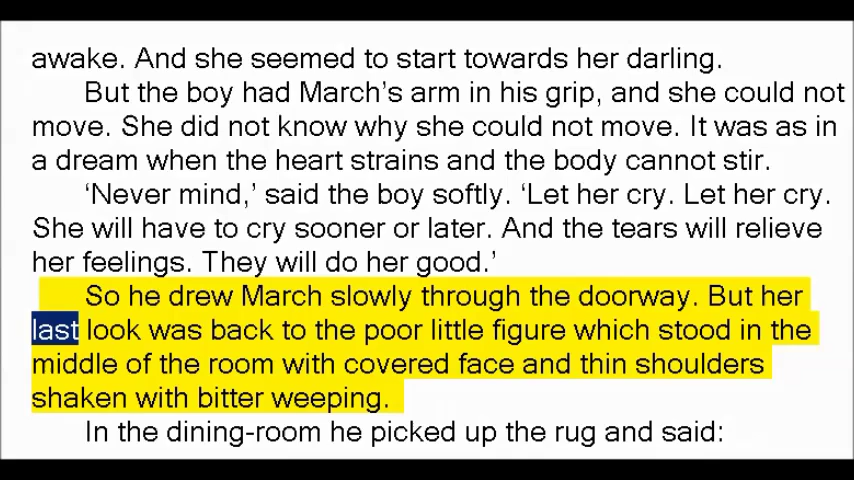 awake. And she seemed to start towards her darling.
But the boy had March’s arm in his grip, and she could not
move. She did not know why she could not move. It was as in
a dream when the heart strains and the body cannot stir.
‘Never mind,’ said the boy softly. ‘Let her cry. Let her cry.
She will have to cry sooner or later. And the tears will relieve
her feelings. They will do her good.’
So he drew March slowly through the doorway. But her
last look was back to the poor little figure which stood in the
middle of the room with covered face and thin shoulders
shaken with bitter weeping.
In the dining-room he picked up the rug and said: